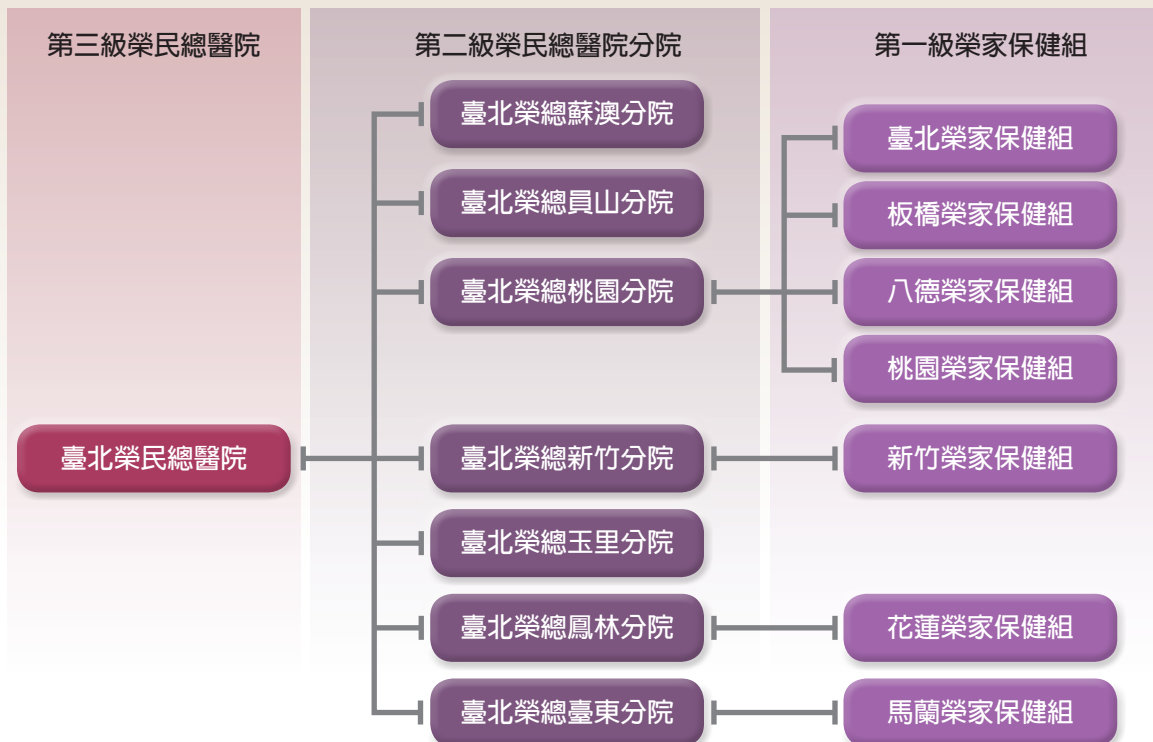 第三級榮民總醫院
第二級榮民總醫院分院
第一級榮家保健組
臺北榮民總醫院
臺北榮總蘇澳分院
臺北榮總員山分院
臺北榮總桃園分院
臺北榮總新竹分院
臺北榮總玉里分院
臺北榮總鳳林分院
臺北榮總臺東分院
臺北榮家保健組
板橋榮家保健組
八德榮家保健組
桃園榮家保健組
新竹榮家保健組
花蓮榮家保健組
馬蘭榮家保健組